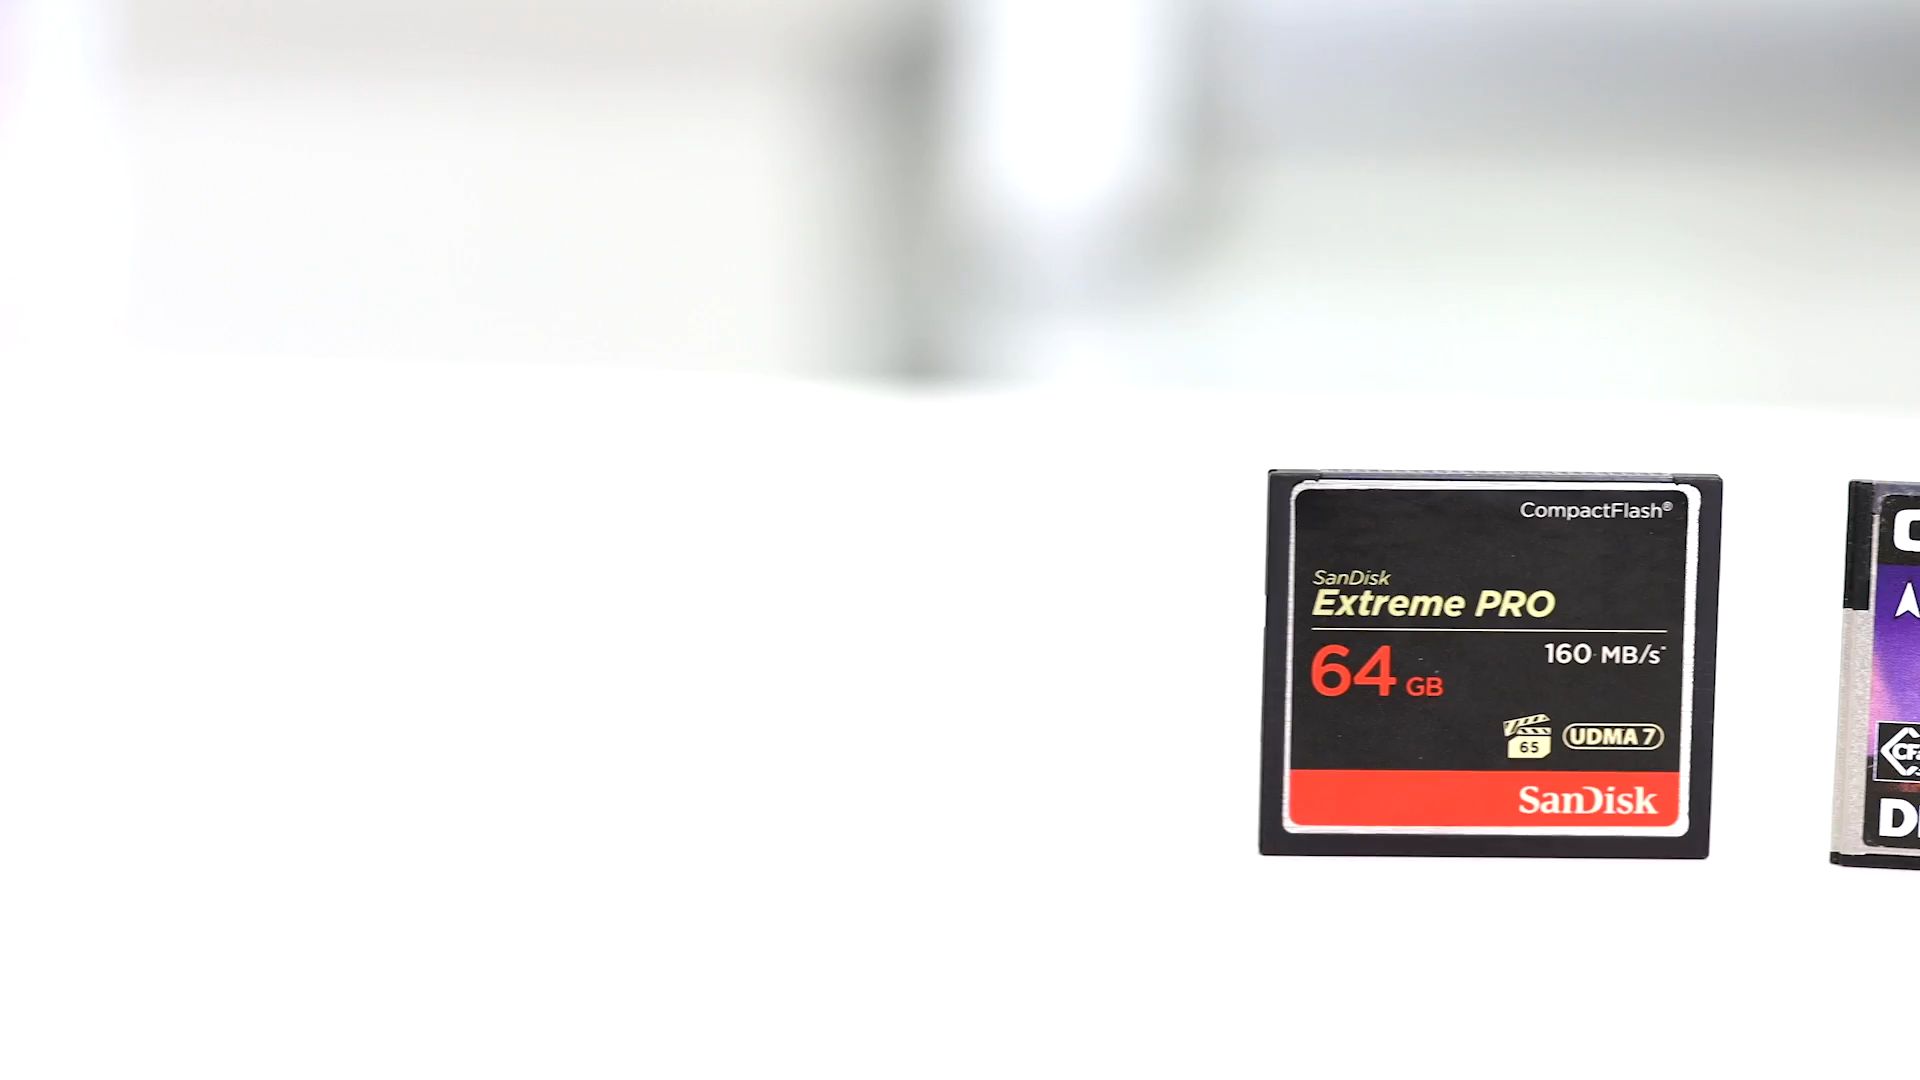 CompactFlash®
SanDisk
Extreme PRO
160 MB/s*
64 GB
65
UDMA 7
SanDisk